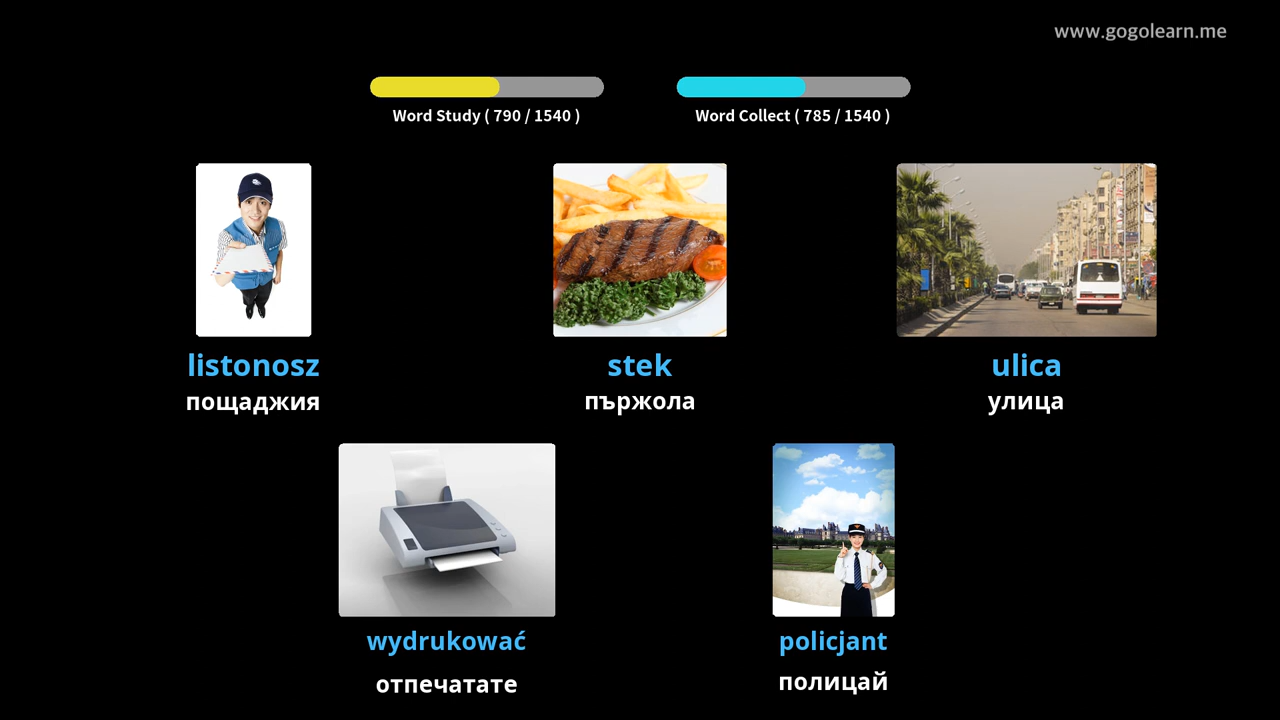 www.gogolearn.me
Word Study ( 790 / 1540 )
Word Collect ( 785 / 1540 )
listonosz
пощаджия
stek
пържола
ulica
улица
wydrukować
отпечатате
policjant
полицай